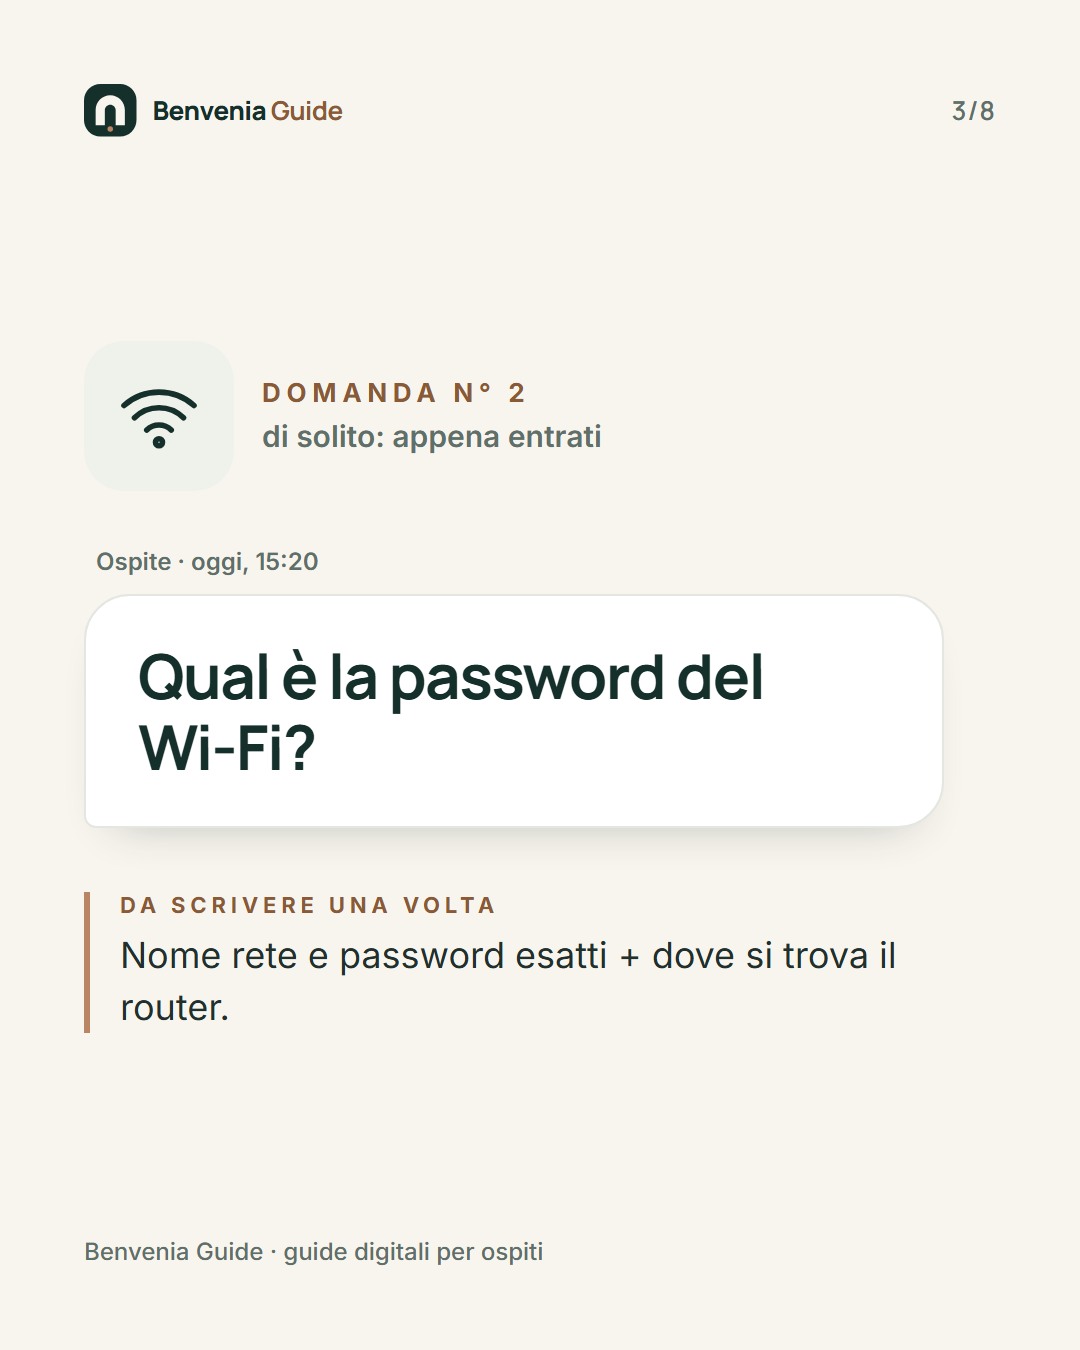 Benvenia Guide
3/8
DOMANDA N° 2
di solito: appena entrati
Ospite · oggi, 15:20
Qual è la password del
Wi-Fi?
DA SCRIVERE UNA VOLTA
Nome rete e password esatti + dove si trova il
router.
Benvenia Guide · guide digitali per ospiti